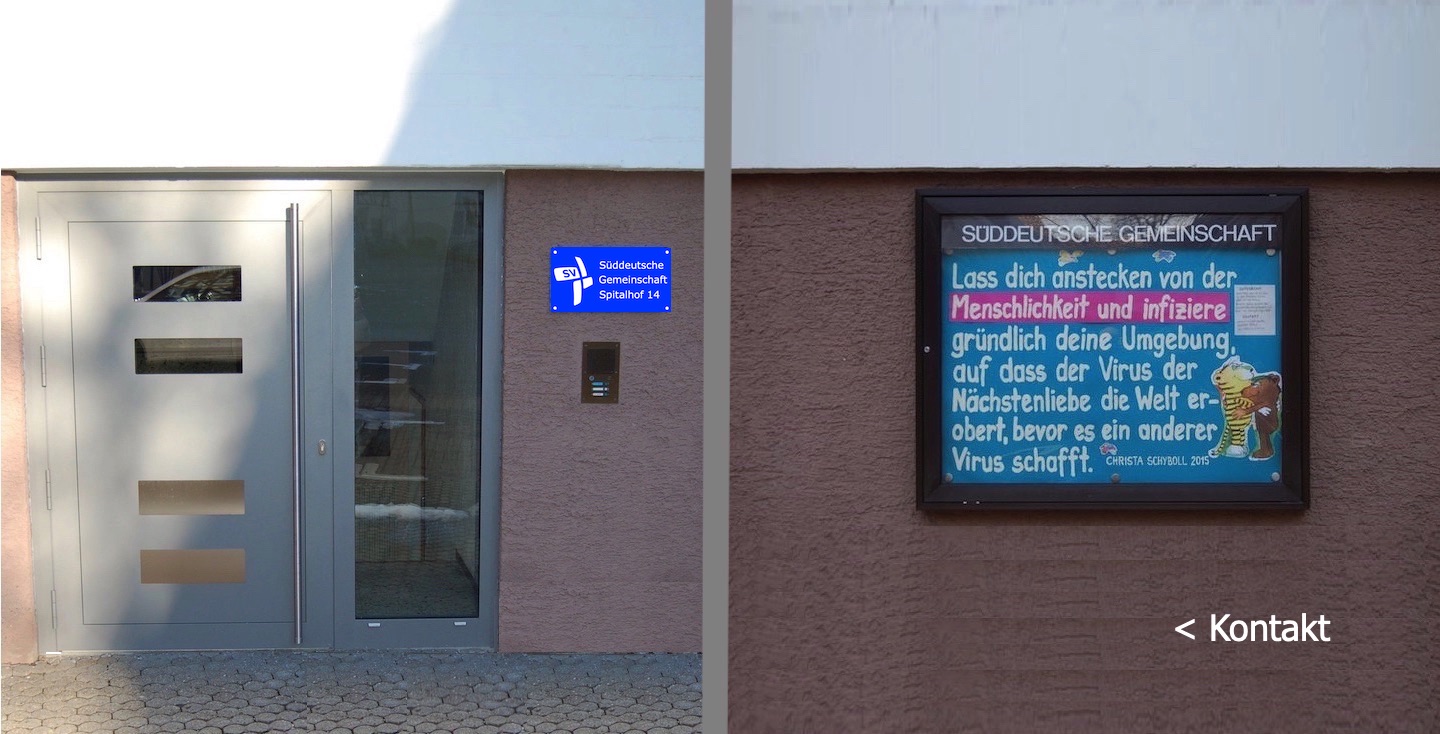 SV
Süddeutsche
Gemeinschaft
Spitalhof 14
SÜDDEUTSCHE GEMEINSCHAFT
Lass dich anstecken von der
Menschlichkeit und infiziere
gründlich deine Umgebung,
auf dass der Virus der
Nächstenliebe die Welt er-
obert, bevor es ein anderer
Virus schafft.
CHRISTA SCHYBOLL 2015
< Kontakt